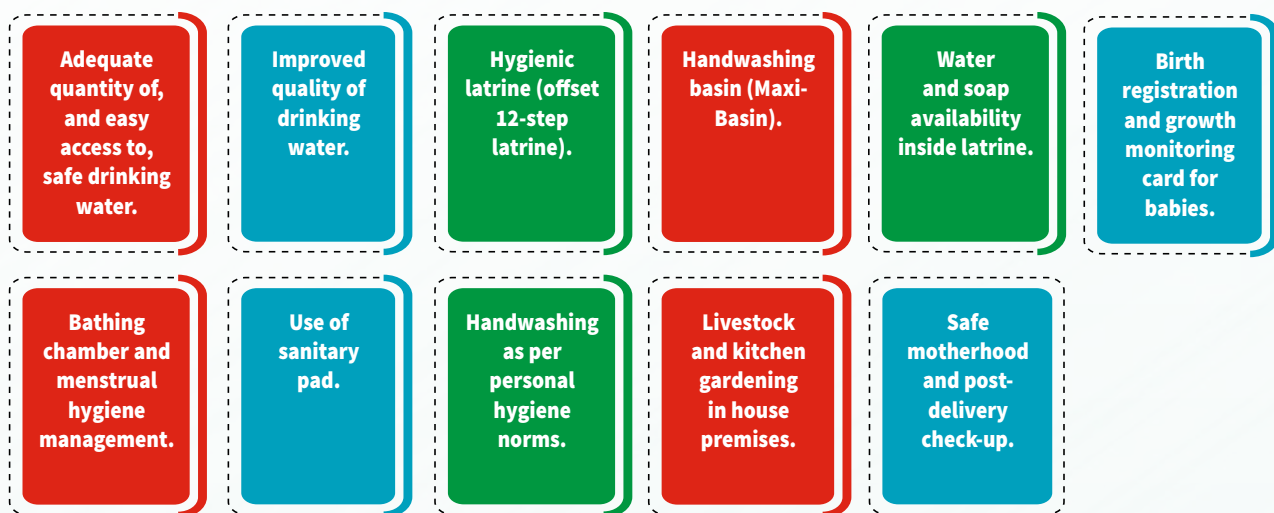 Adequate
quantity of,
and easy
access to,
safe drinking
water.
Improved
quality of
drinking
water.
Hygienic
latrine (offset
12-step
latrine).
Handwashing
basin (Maxi-
Basin).
Water
and soap
availability
inside latrine.
Birth
registration
and growth
monitoring
card for
babies.
Bathing
chamber and
menstrual
hygiene
management.
Use of
sanitary
pad.
Handwashing
as per
personal
hygiene
norms.
Livestock
and kitchen
gardening
in house
premises.
Safe
motherhood
and post-
delivery
check-up.